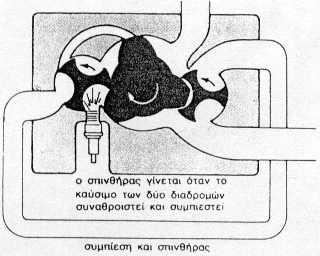 ο σπινθήρας γίνεται όταν το
καύσιμο των δύο διαδρομών
συναθροιστεί και συμπιεστεί
συμπίεση και σπινθήρας